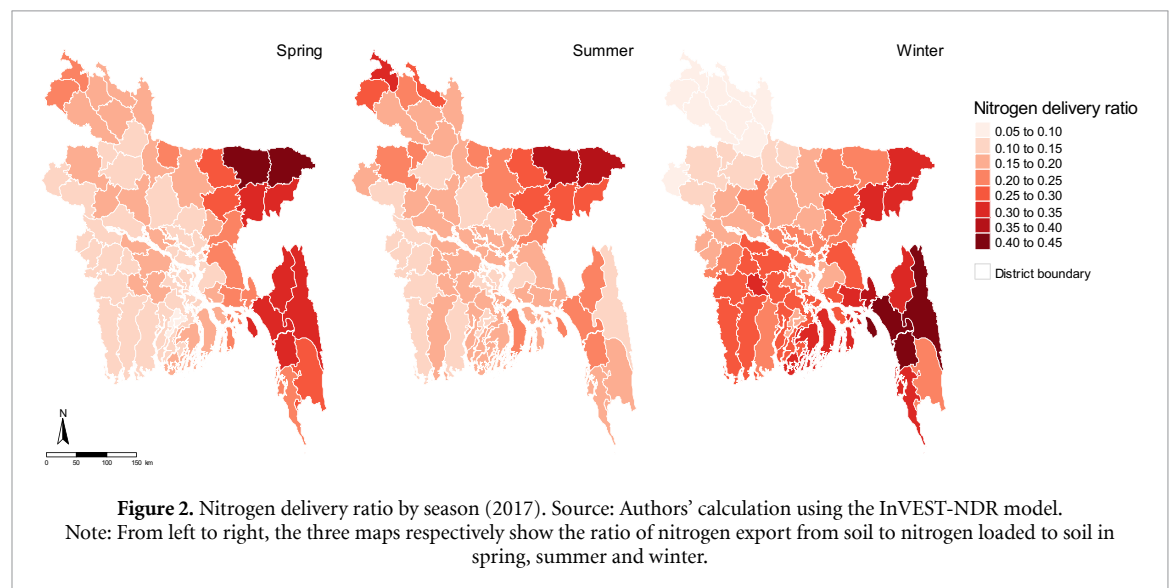 Spring
Summer
Winter
Nitrogen delivery ratio
0.05 to 0.10
0.10 to 0.15
0.15 to 0.20
0.20 to 0.25
0.25 to 0.30
0.30 to 0.35
0.35 to 0.40
0.40 to 0.45
District boundary
N
0 50 100 150 km
Figure 2. Nitrogen delivery ratio by season (2017). Source: Authors’ calculation using the InVEST-NDR model.
Note: From left to right, the three maps respectively show the ratio of nitrogen export from soil to nitrogen loaded to soil in
spring, summer and winter.